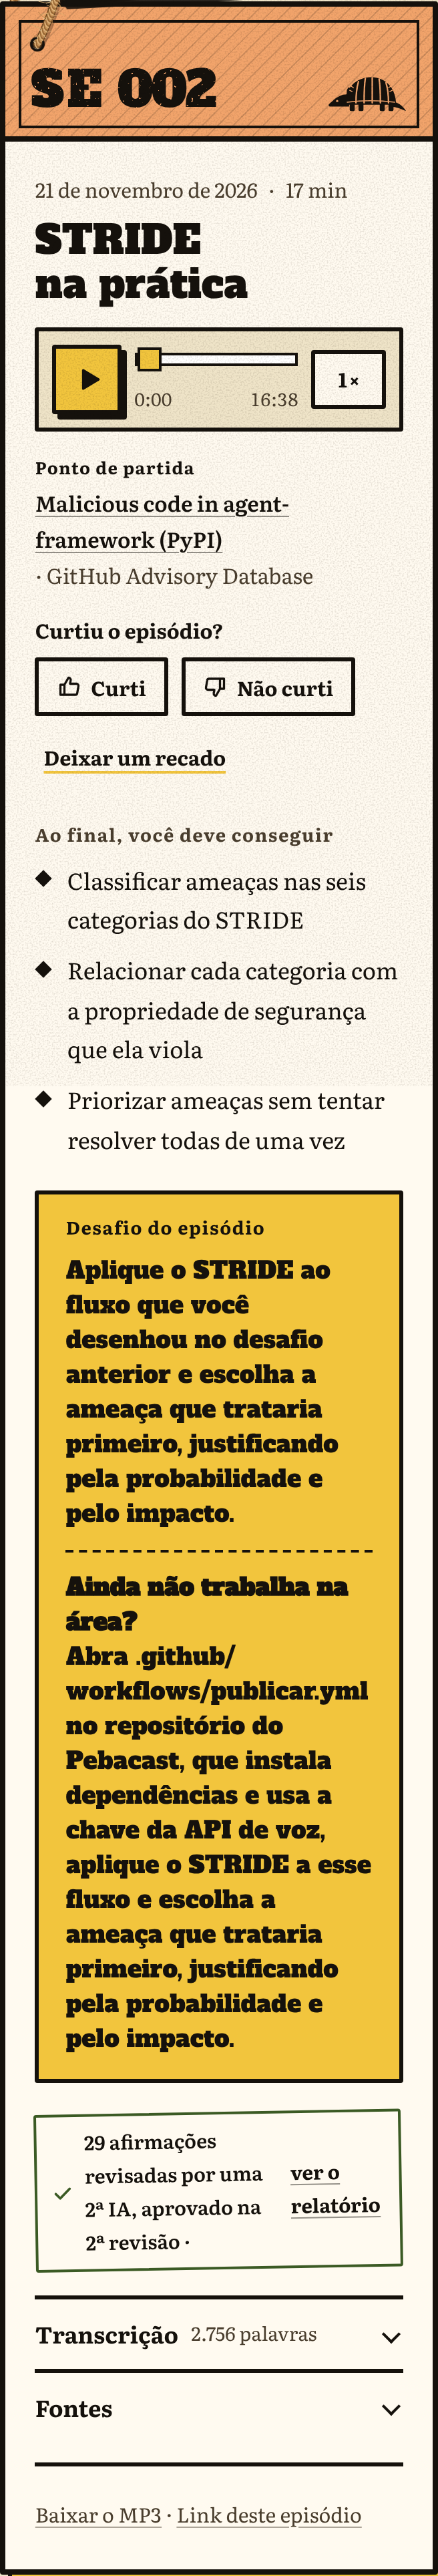 SE 002
21 de novembro de 2026 · 17 min
STRIDE
na prática
1×
0:00 16:38
Ponto de partida
Malicious code in agent-
framework (PyPI)
· GitHub Advisory Database
Curtiu o episódio?
Curti Não curti
Deixar um recado
Ao final, você deve conseguir
Classificar ameaças nas seis
categorias do STRIDE
Relacionar cada categoria com
a propriedade de segurança
que ela viola
Priorizar ameaças sem tentar
resolver todas de uma vez
Desafio do episódio
Aplique o STRIDE ao
fluxo que você
desenhou no desafio
anterior e escolha a
ameaça que trataria
primeiro, justificando
pela probabilidade e
pelo impacto.
Ainda não trabalha na
área?
Abra .github/
workflows/publicar.yml
no repositório do
Pebacast, que instala
dependências e usa a
chave da API de voz,
aplique o STRIDE a esse
fluxo e escolha a
ameaça que trataria
primeiro, justificando
pela probabilidade e
pelo impacto.
29 afirmações
revisadas por uma
2ª IA, aprovado na
2ª revisão ·
ver o
relatório
Transcrição 2.756 palavras
Fontes
Baixar o MP3 · Link deste episódio